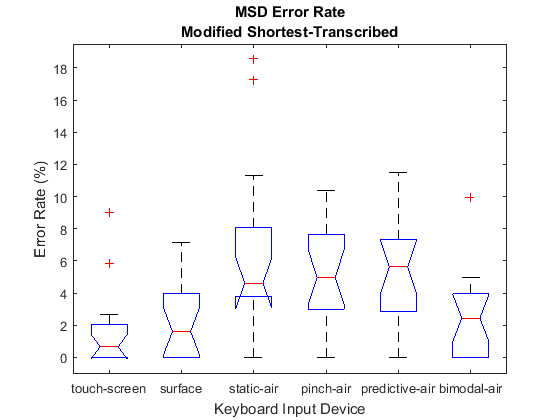 MSD Error Rate
Modified Shortest-Transcribed
18
16
14
12
10
8
6
4
2
0
Error Rate (%)
touch-screen surface static-air pinch-air predictive-air bimodal-air
Keyboard Input Device